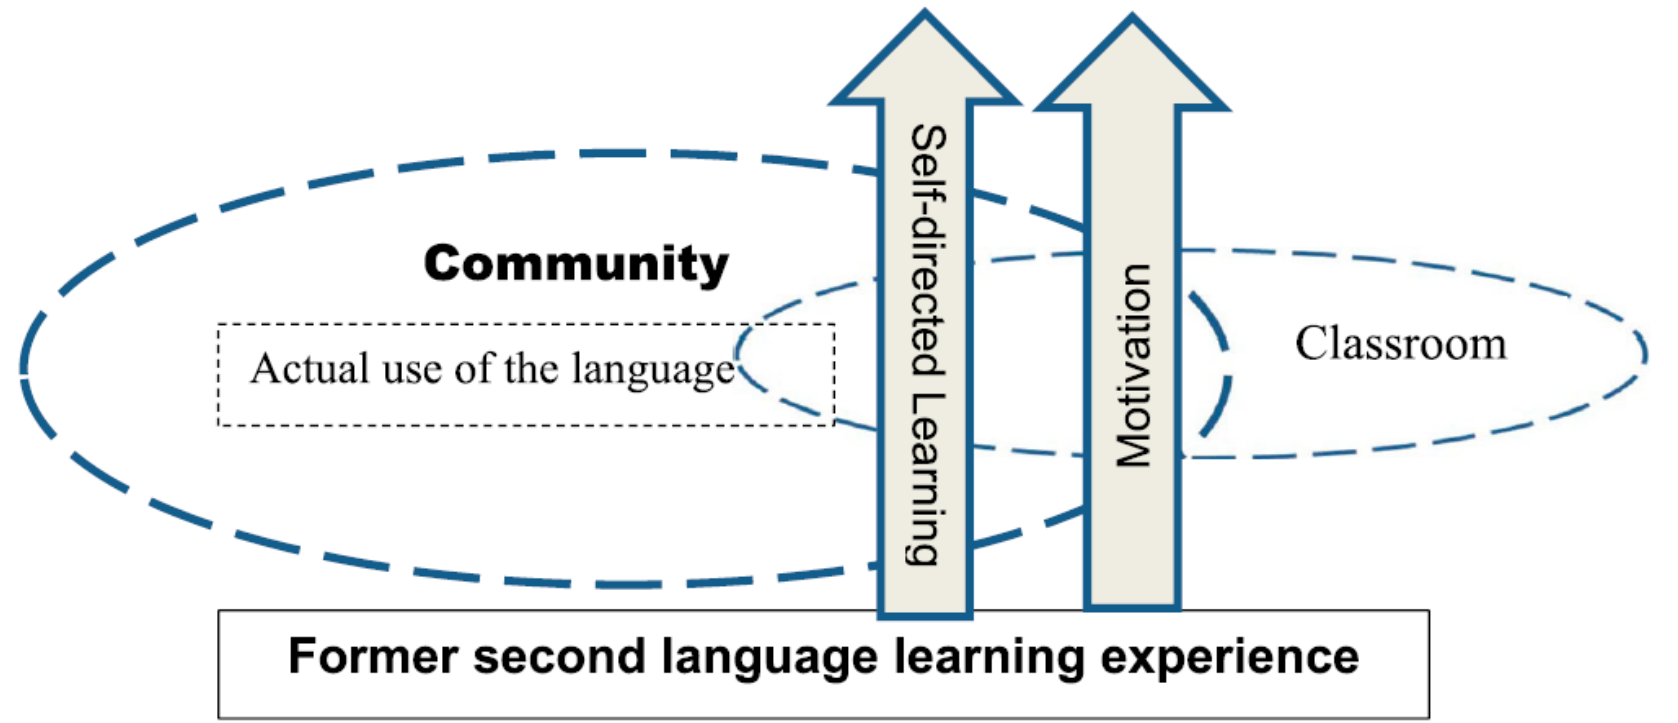 Community
Actual use of the language
Self-directed Learning
Motivation
Classroom
Former second language learning experience